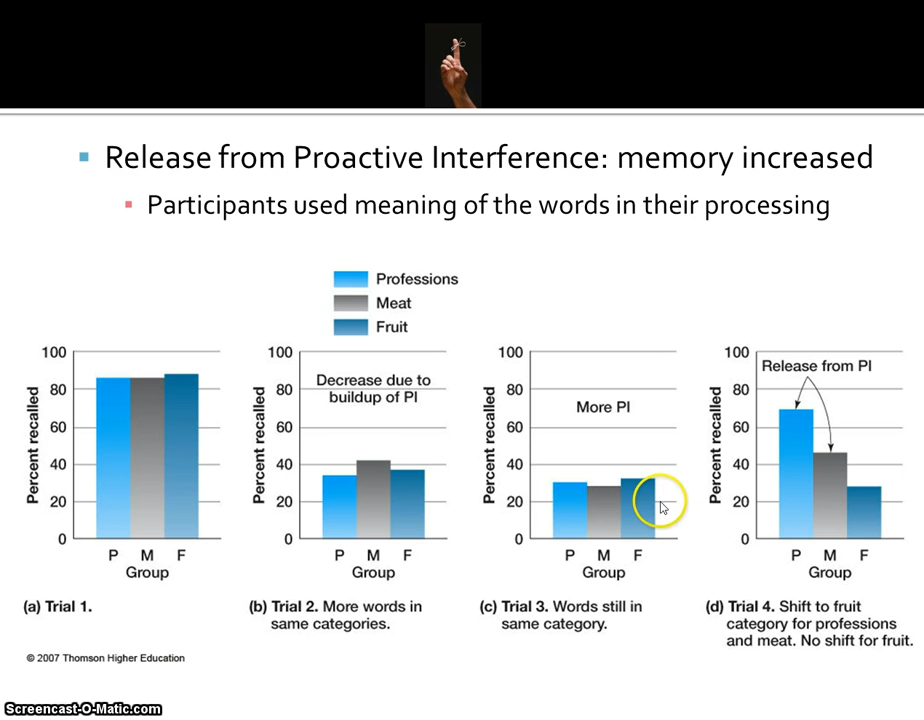 Release from Proactive Interference: memory increased
Participants used meaning of the words in their processing
Professions
Meat
Fruit
100
80
60
40
20
0
Percent recalled
P M F
Group
(a) Trial 1.
100
80
60
40
20
0
Percent recalled
Decrease due to
buildup of PI
P M F
Group
(b) Trial 2. More words in
same categories.
100
80
60
40
20
0
Percent recalled
More PI
P M F
Group
(c) Trial 3. Words still in
same category.
100
80
60
40
20
0
Percent recalled
Release from PI
P M F
Group
(d) Trial 4. Shift to fruit
category for professions
and meat. No shift for fruit.
© 2007 Thomson Higher Education
Screencast-O-Matic.com